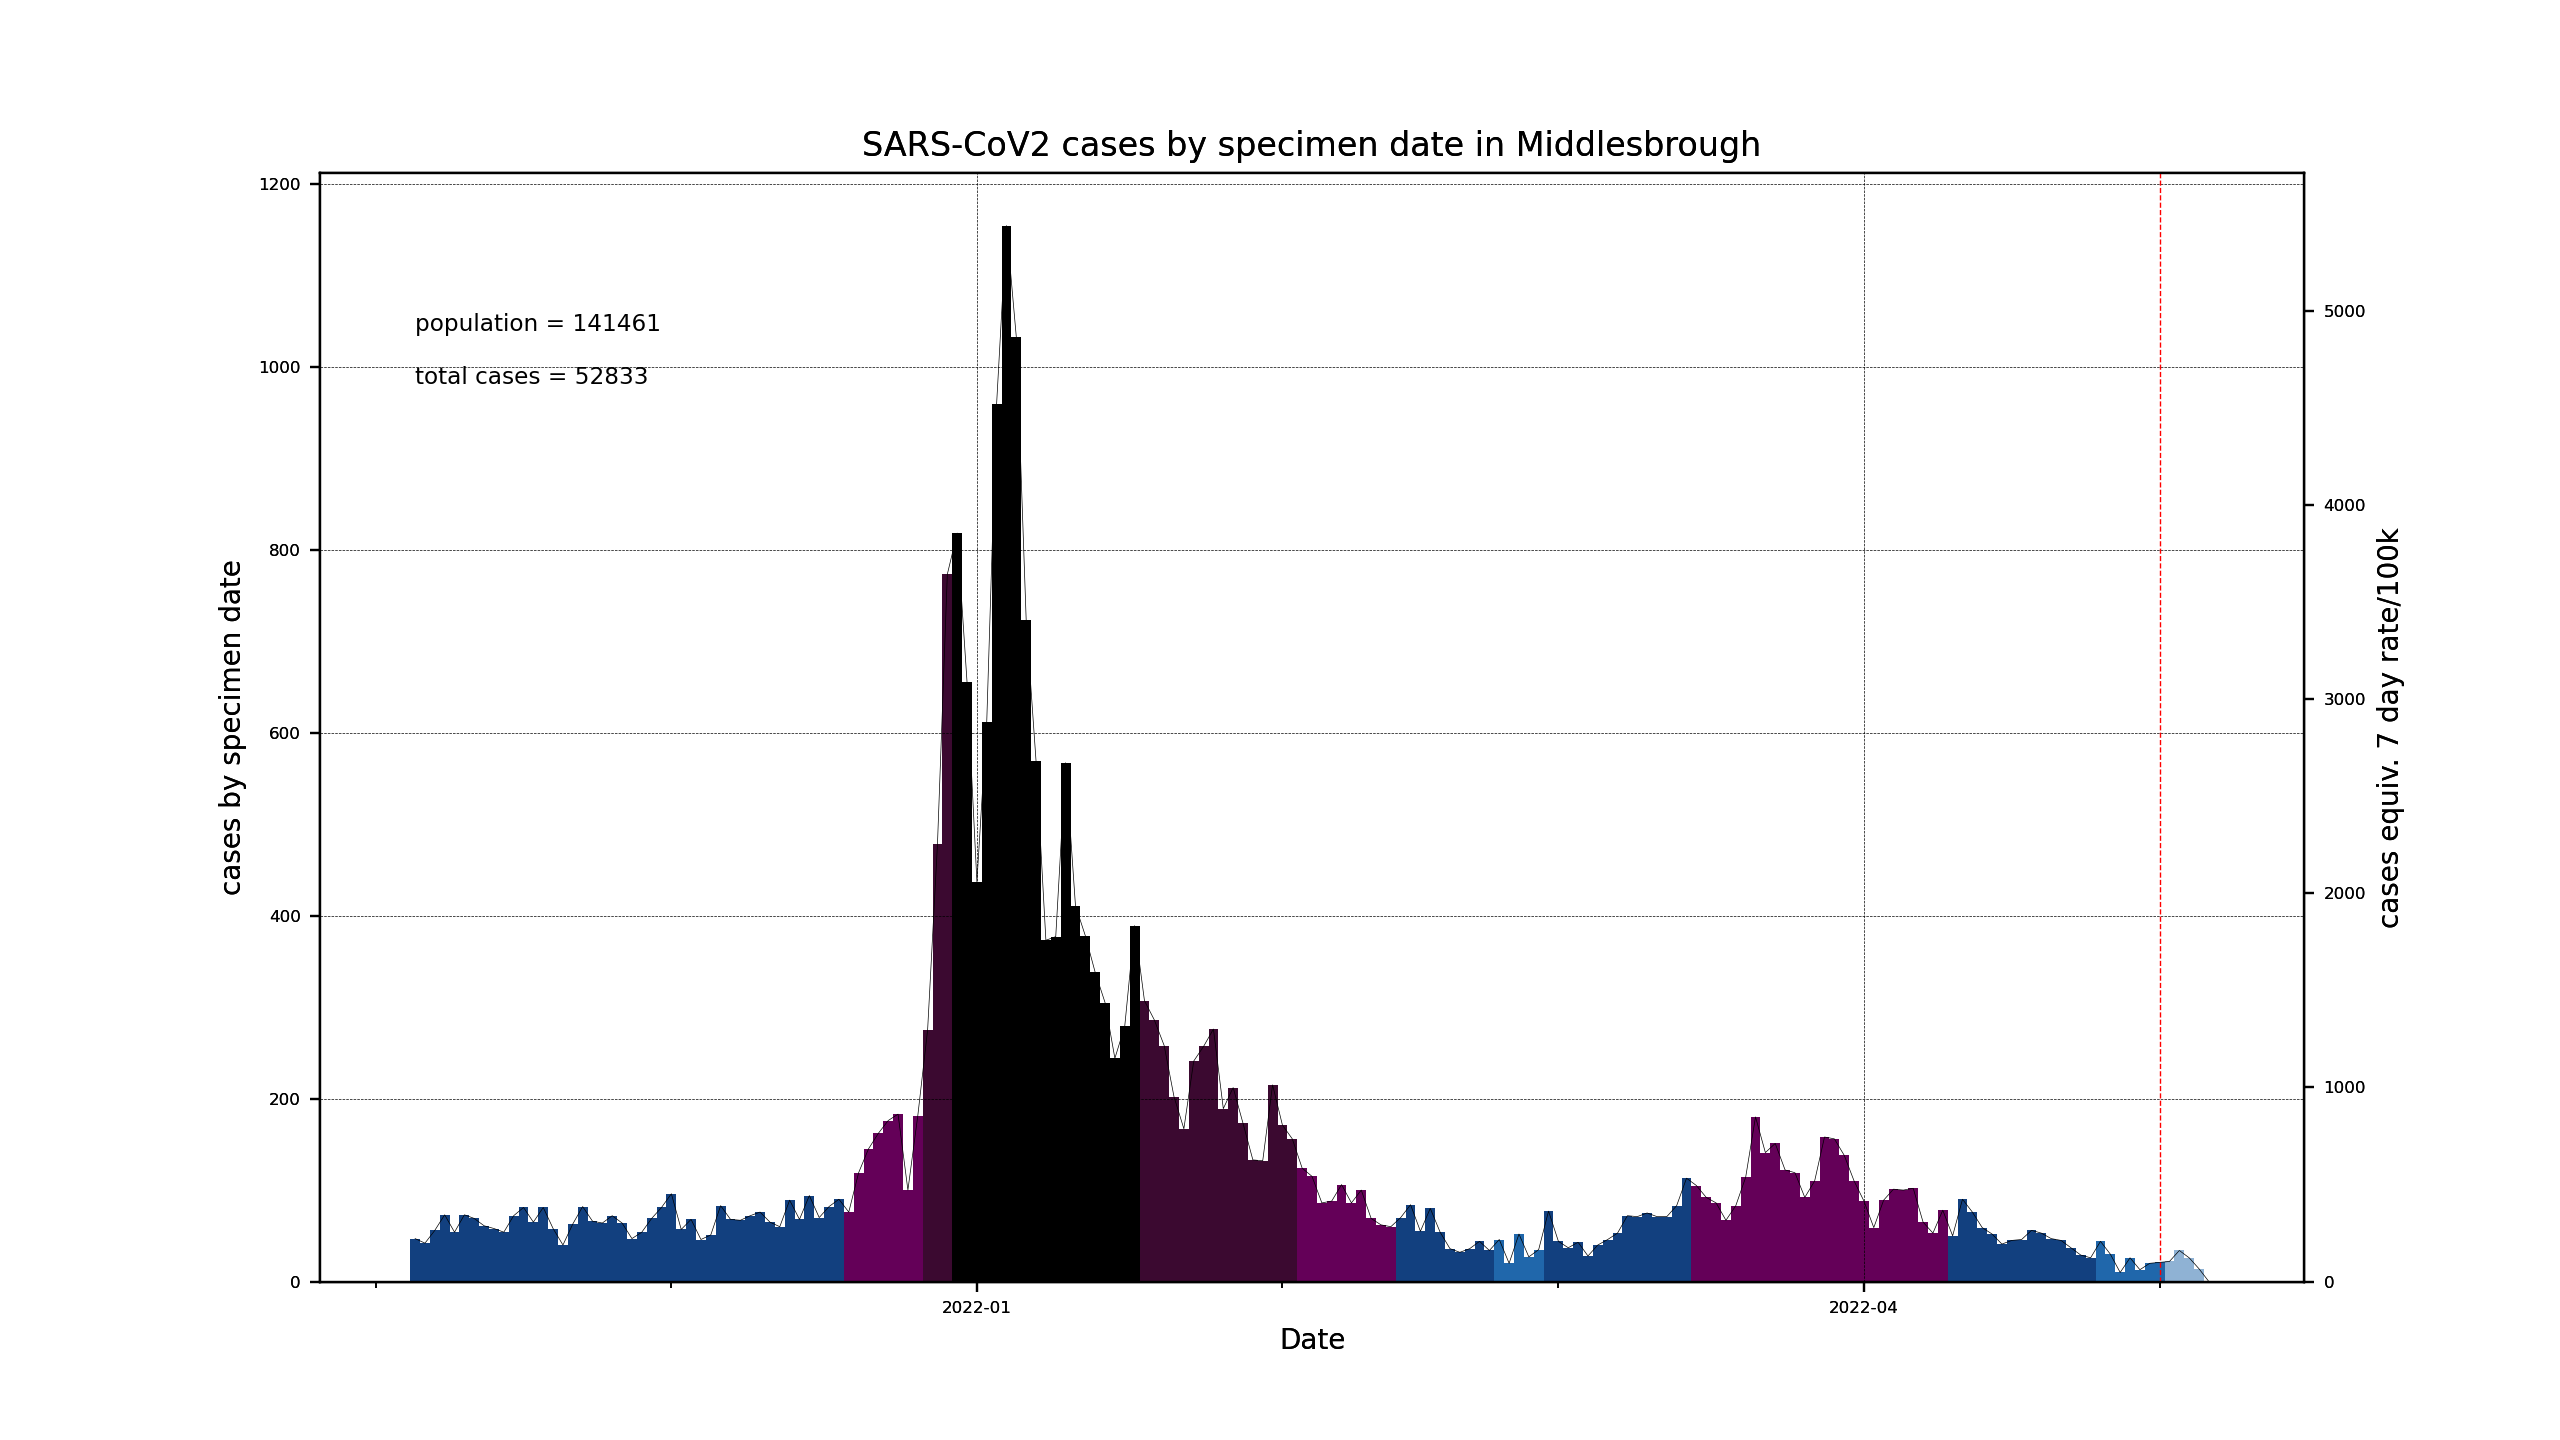 SARS-CoV2 cases by specimen date in Middlesbrough
population = 141461
total cases = 52833
cases by specimen date
1200
1000
800
600
400
200
0
5000
4000
3000
2000
1000
0
cases equiv. 7 day rate/100k
2022-01
2022-04
Date